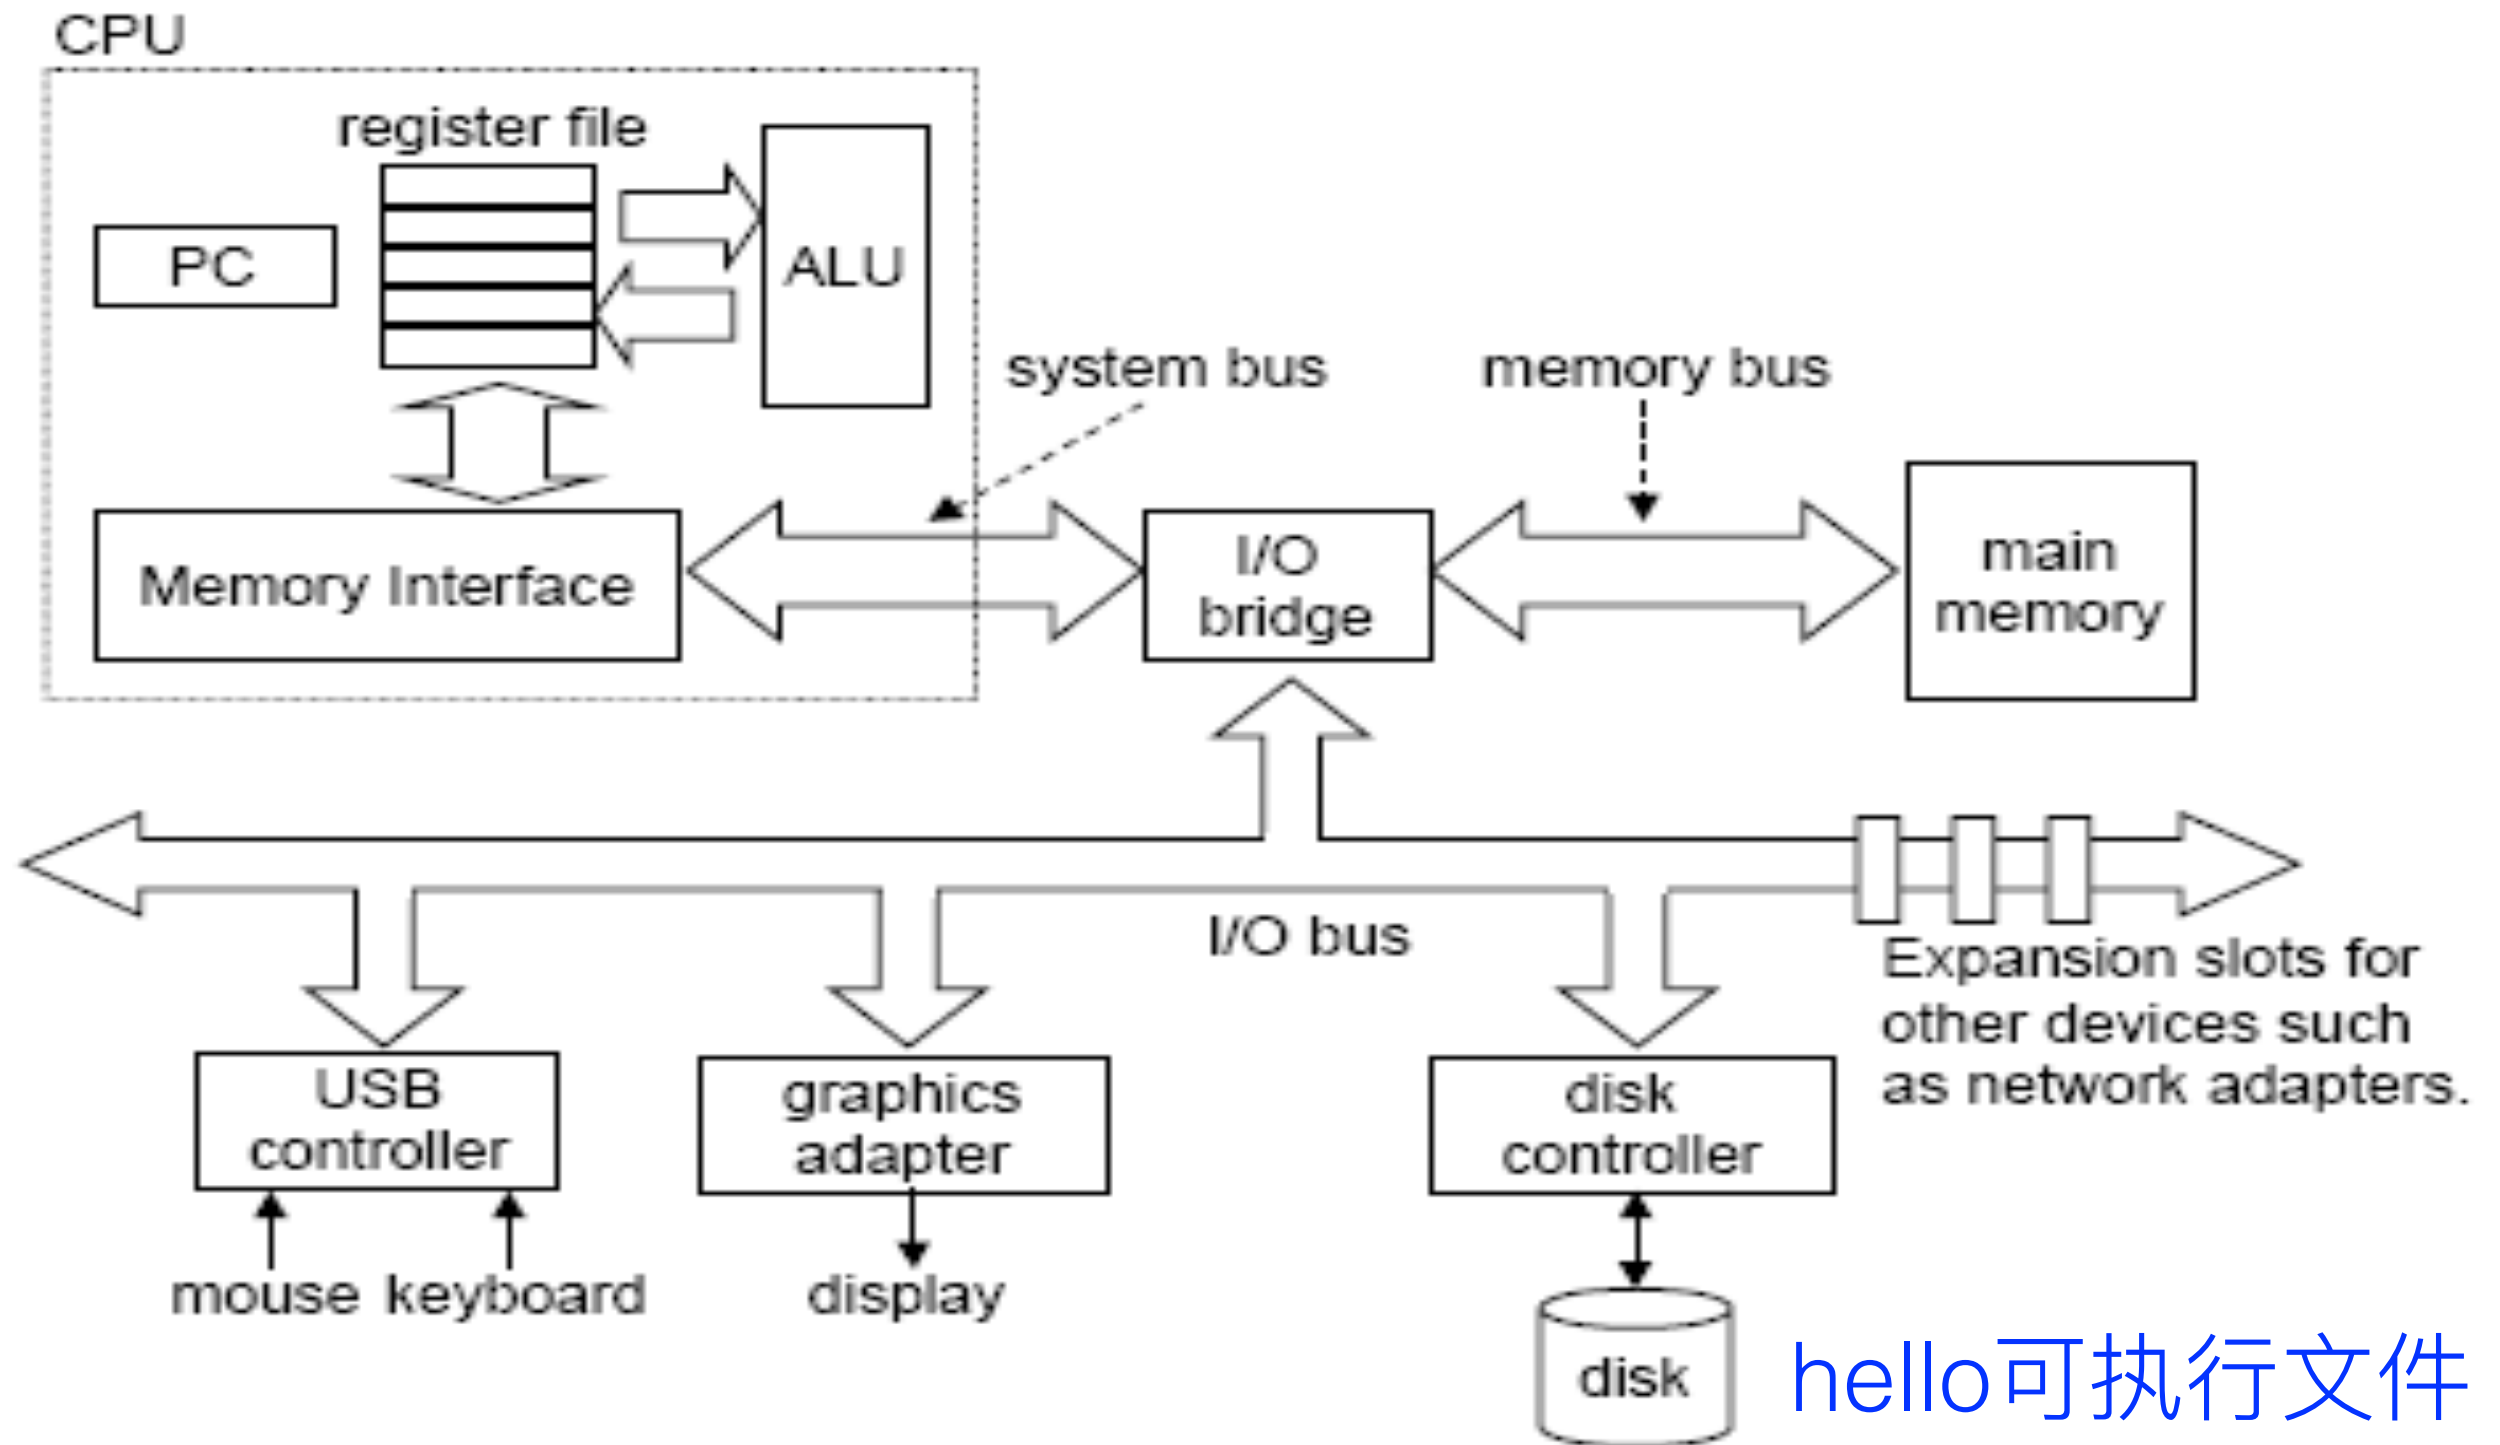 CPU
register file
PC
ALU
system bus
memory bus
Memory Interface
I/O
bridge
main
memory
I/O bus
Expansion slots for
other devices such
as network adapters.
USB
controller
graphics
adapter
disk
controller
mouse keyboard
display
disk
hello可执行文件